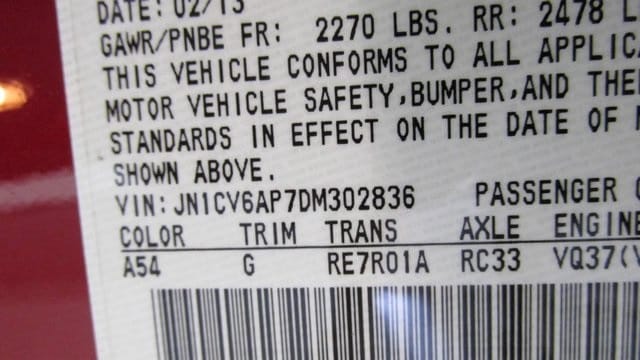 DATE: 02/13
GAWR/PNBE FR: 2270 LBS. RR: 2478 L
THIS VEHICLE CONFORMS TO ALL APPLIC
MOTOR VEHICLE SAFETY,BUMPER,AND THE
STANDARDS IN EFFECT ON THE DATE OF
SHOWN ABOVE.
VIN: JN1CV6AP7DM302836 PASSENGER
COLOR TRIM TRANS AXLE ENGINE
A54 G RE7R01A RC33 VQ37(V